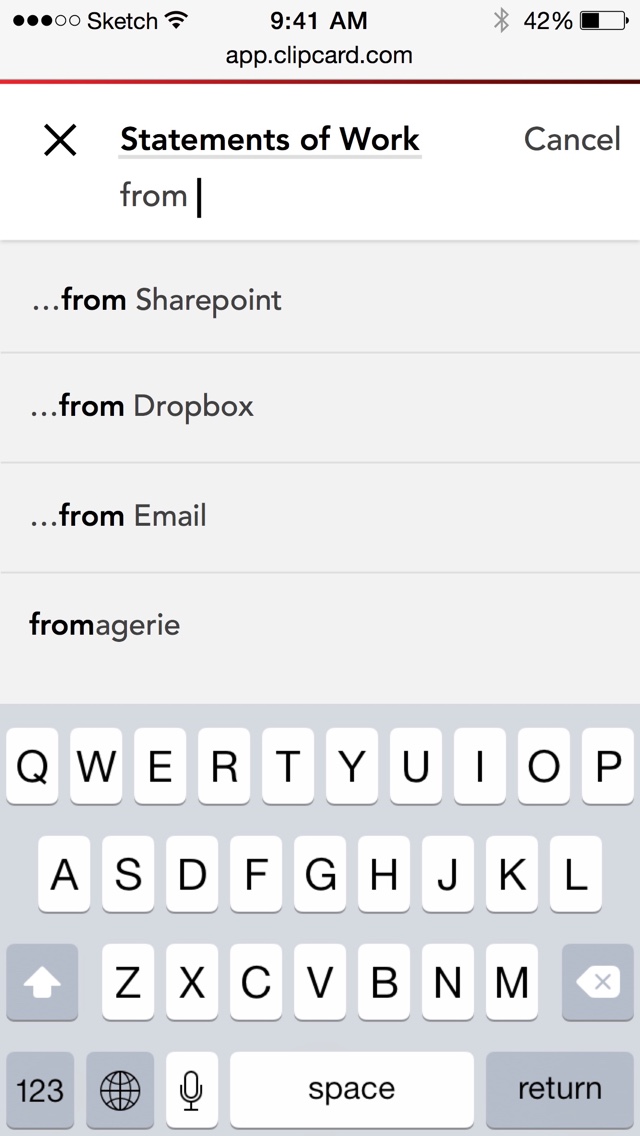 Sketch 9:41 AM 42%
app.clipcard.com
Statements of Work Cancel
from
...from Sharepoint
...from Dropbox
...from Email
fromagerie
Q W E R T Y U I O P
A S D F G H J K L
Z X C V B N M
123 space return